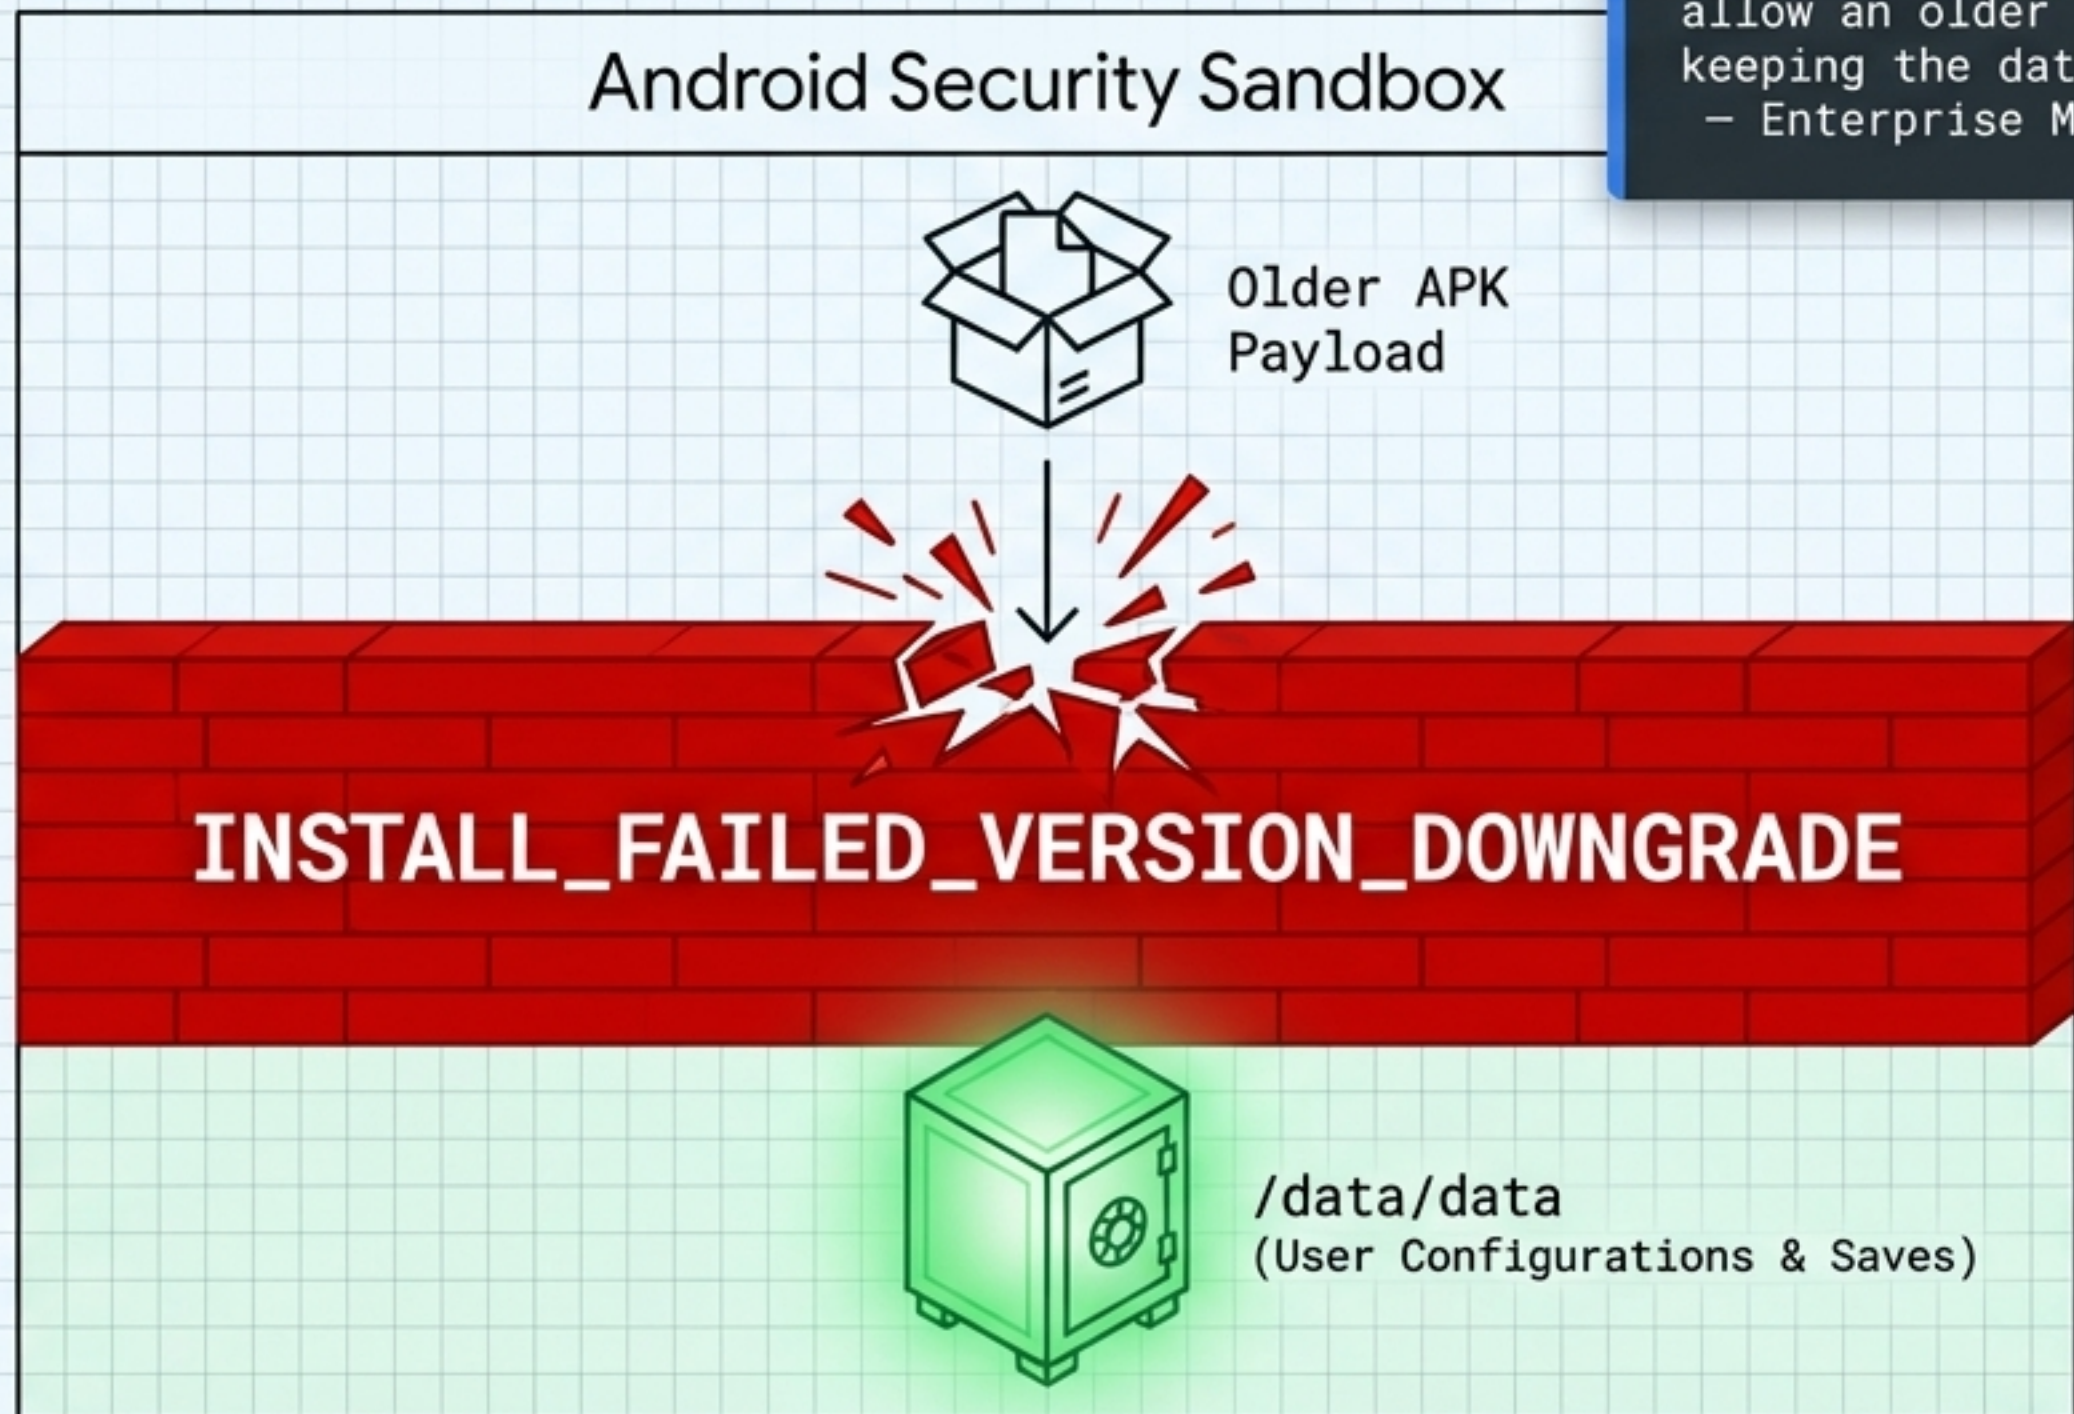 allow an older
keeping the dat
— Enterprise M
Android Security Sandbox
Older APK
Payload
INSTALL_FAILED_VERSION_DOWNGRADE
/data/data
(User Configurations & Saves)